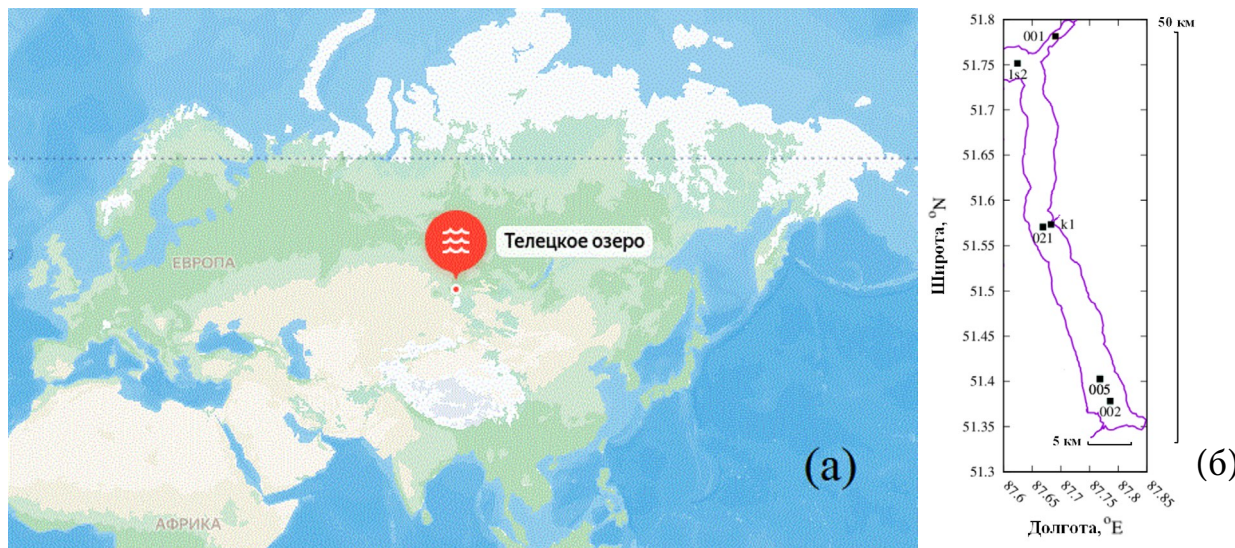 ЕВРОПА
Телецкое озеро
АФРИКА
(а)
51.8
51.75
51.7
51.65
51.6
51.55
51.5
51.45
51.4
51.35
51.3
Широта, °N
001
1s2
k1
021
005
002
5 км
50 км
87.6
87.65
87.7
87.75
87.8
87.85
Долгота, °E
(б)